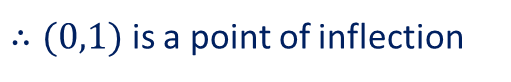 ∴ (0,1) is a point of inflection